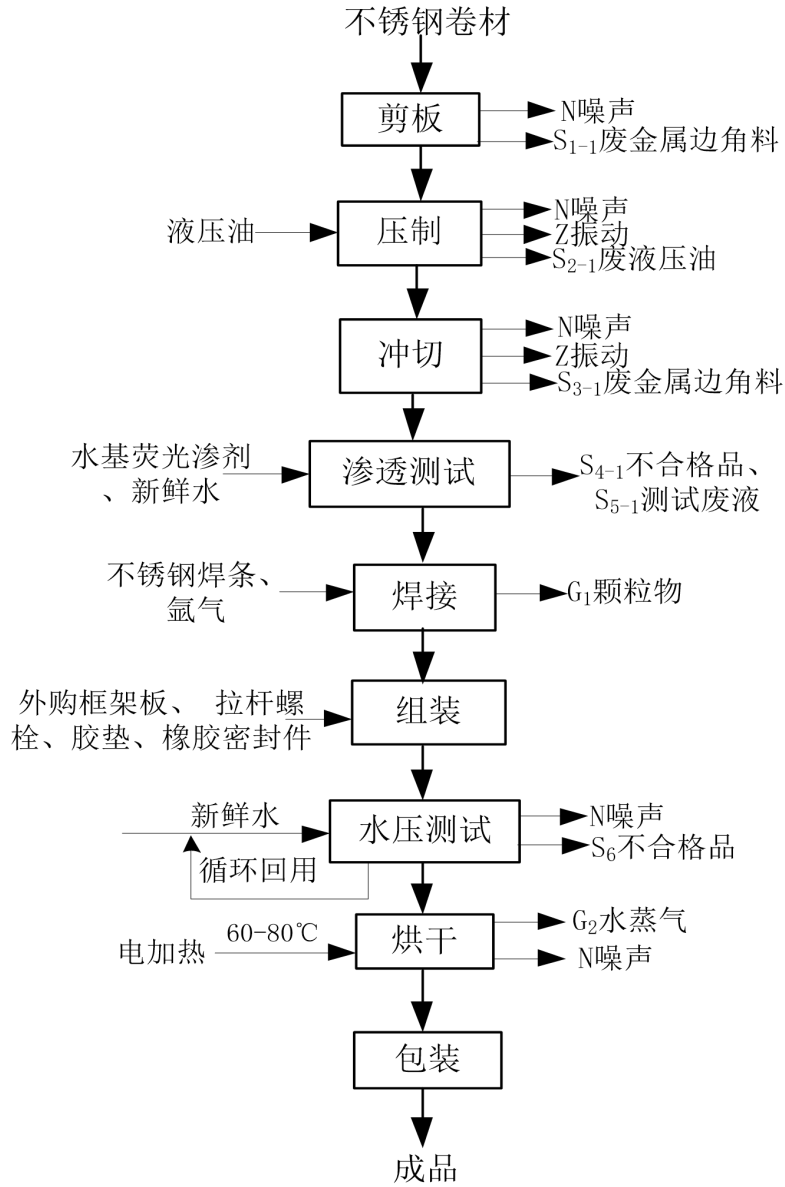 不锈钢卷材
剪板
N噪声
S1-1废金属边角料
液压油
压制
N噪声
Z振动
S2-1废液压油
冲切
N噪声
Z振动
S3-1废金属边角料
水基荧光渗剂
、新鲜水
渗透测试
S4-1不合格品、
S5-1测试废液
不锈钢焊条、
氩气
焊接
G1颗粒物
外购框架板、 拉杆螺
栓、胶垫、橡胶密封件
组装
新鲜水
循环回用
水压测试
N噪声
S6不合格品
电加热
60-80℃
烘干
G2水蒸气
N噪声
包装
成品